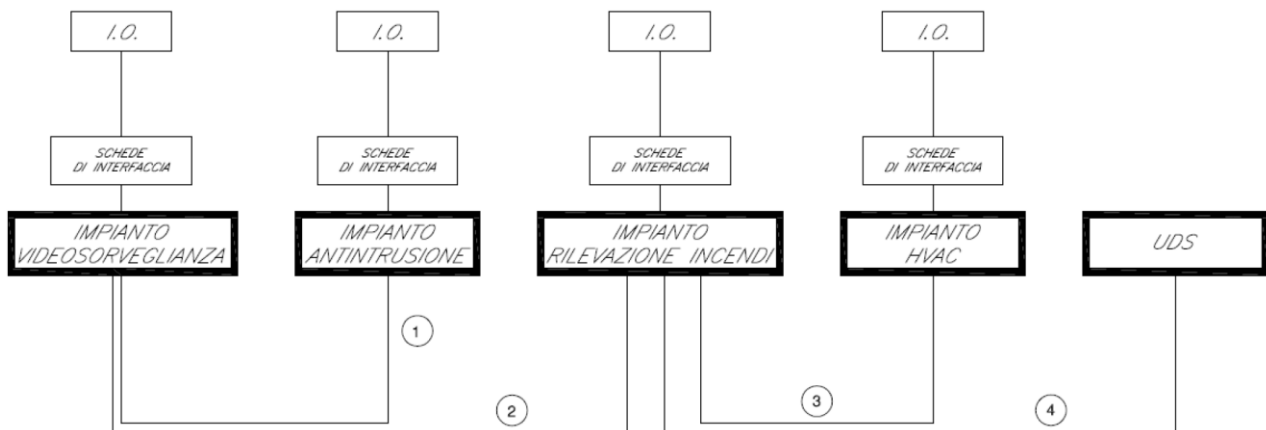 I.O.
I.O.
I.O.
I.O.
SCHEDE
DI INTERFACCIA
SCHEDE
DI INTERFACCIA
SCHEDE
DI INTERFACCIA
SCHEDE
DI INTERFACCIA
IMPIANTO
VIDEOSORVEGLIANZA
IMPIANTO
ANTINTRUSIONE
IMPIANTO
RILEVAZIONE INCENDI
IMPIANTO
HVAC
UDS
1
2
3
4